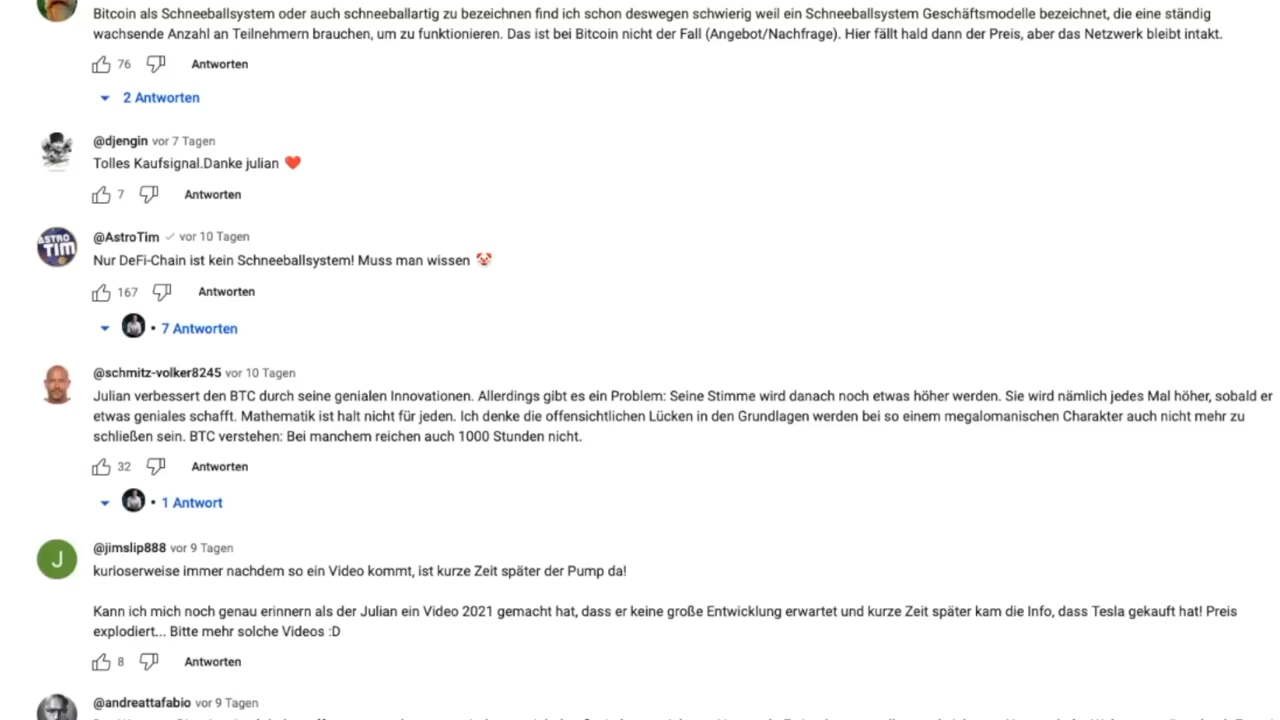 Bitcoin als Schneeballsystem oder auch schneeballartig zu bezeichnen find ich schon deswegen schwierig weil ein Schneeballsystem Geschäftsmodelle bezeichnet, die eine ständig
wachsende Anzahl an Teilnehmern brauchen, um zu funktionieren. Das ist bei Bitcoin nicht der Fall (Angebot/Nachfrage). Hier fällt hald dann der Preis, aber das Netzwerk bleibt intakt.
76 Antworten
2 Antworten
@djengin vor 7 Tagen
Tolles Kaufsignal.Danke julian ❤️
7 Antworten
ASTRO TIM
@AstroTim vor 10 Tagen
Nur DeFi-Chain ist kein Schneeballsystem! Muss man wissen 🤡
167 Antworten
• 7 Antworten
@schmitz-volker8245 vor 10 Tagen
Julian verbessert den BTC durch seine genialen Innovationen. Allerdings gibt es ein Problem: Seine Stimme wird danach noch etwas höher werden. Sie wird nämlich jedes Mal höher, sobald er
etwas geniales schafft. Mathematik ist halt nicht für jeden. Ich denke die offensichtlichen Lücken in den Grundlagen werden bei so einem megalomanischen Charakter auch nicht mehr zu
schließen sein. BTC verstehen: Bei manchem reichen auch 1000 Stunden nicht.
32 Antworten
• 1 Antwort
J
@jimslip888 vor 9 Tagen
kurioserweise immer nachdem so ein Video kommt, ist kurze Zeit später der Pump da!
Kann ich mich noch genau erinnern als der Julian ein Video 2021 gemacht hat, dass er keine große Entwicklung erwartet und kurze Zeit später kam die Info, dass Tesla gekauft hat! Preis
explodiert... Bitte mehr solche Videos :D
8 Antworten
@andreattafabio vor 9 Tagen